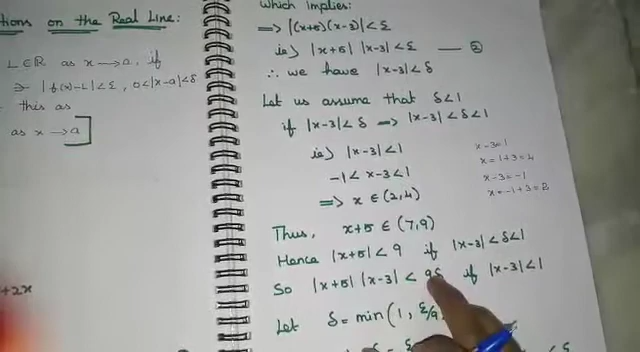 tions on the Real Line:
L∈R as x→a, if
∋ |f(x)-L|<ε, 0<|x-a|<δ
this as
as x→a]
+2x
Which implies:
⇒ |(x+5)(x-3)|<ε
ie) |x+5| |x-3|<ε —— ②
∴ we have |x-3|<δ
Let us assume that δ<1
if |x-3|<δ ⇒ |x-3|<δ<1
ie) |x-3|<1
-1< x-3<1
⇒ x ∈ (2,4)
x-3=1
x=1+3=4
x-3=-1
x=-1+3=2
Thus, x+5 ∈ (7,9)
Hence |x+5|<9 if |x-3|<δ<1
So |x+5| |x-3| < 9δ if |x-3|<1
Let δ=min(1, ε/9